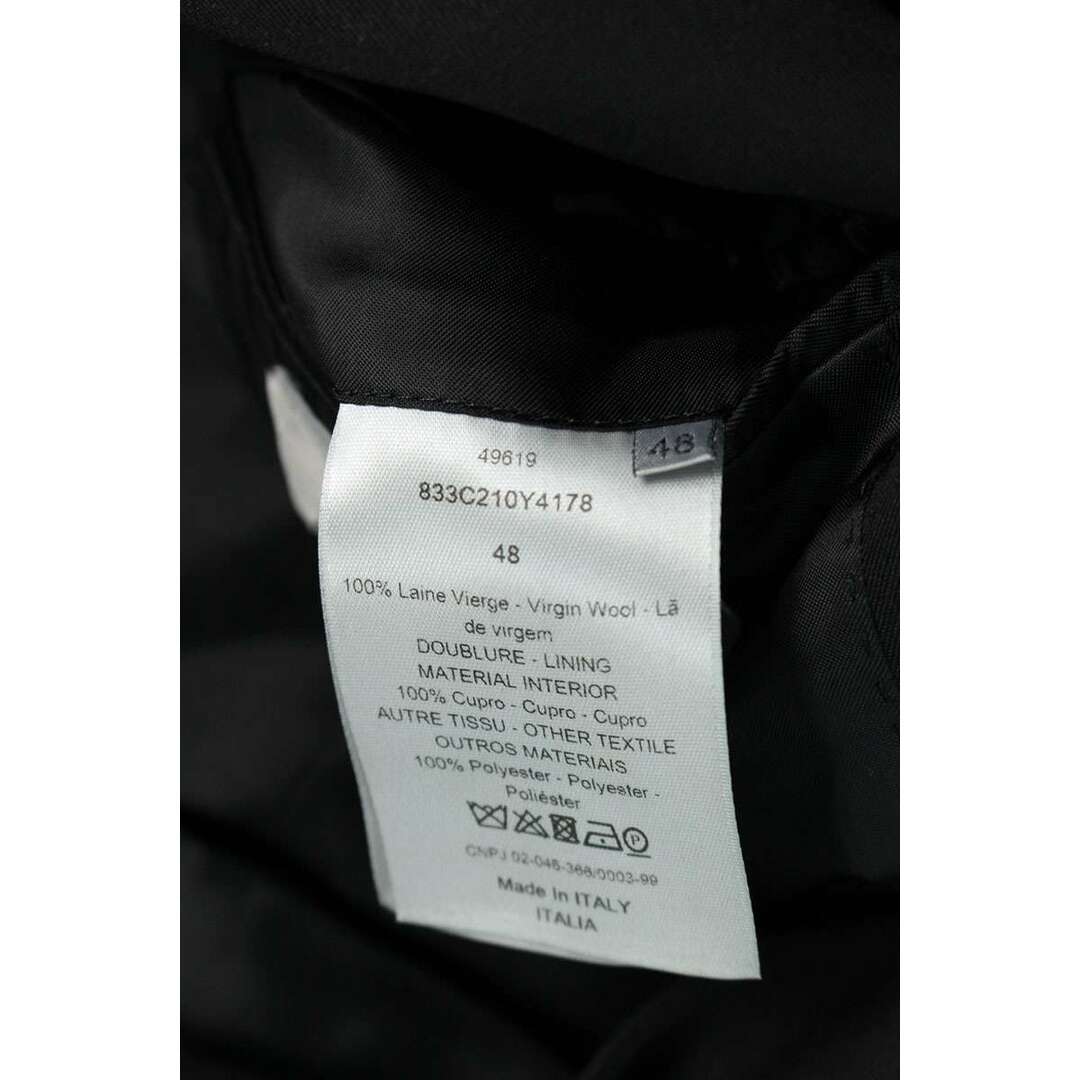 49619
48
833C210Y4178
48
100% Laine Vierge - Virgin Wool - Lã
de virgem
DOUBLURE - LINING
MATERIAL INTERIOR
100% Cupro - Cupro - Cupro
AUTRE TISSU - OTHER TEXTILE
OUTROS MATERIAIS
100% Polyester - Polyester -
Poliéster
P
CNPJ 02-045-368/0003-99
Made In ITALY
ITALIA